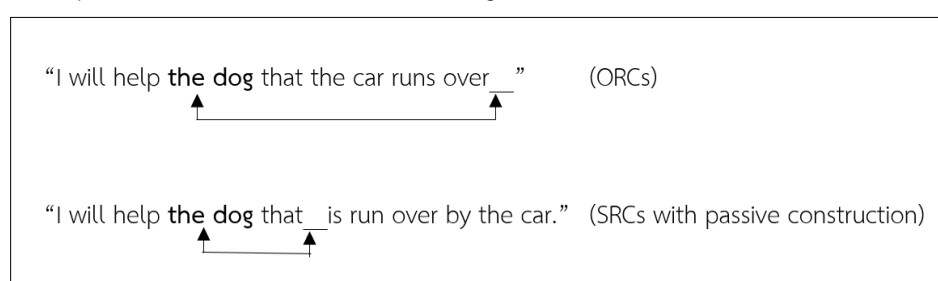 “I will help the dog that the car runs over__” (ORCs)
“I will help the dog that__is run over by the car.” (SRCs with passive construction)